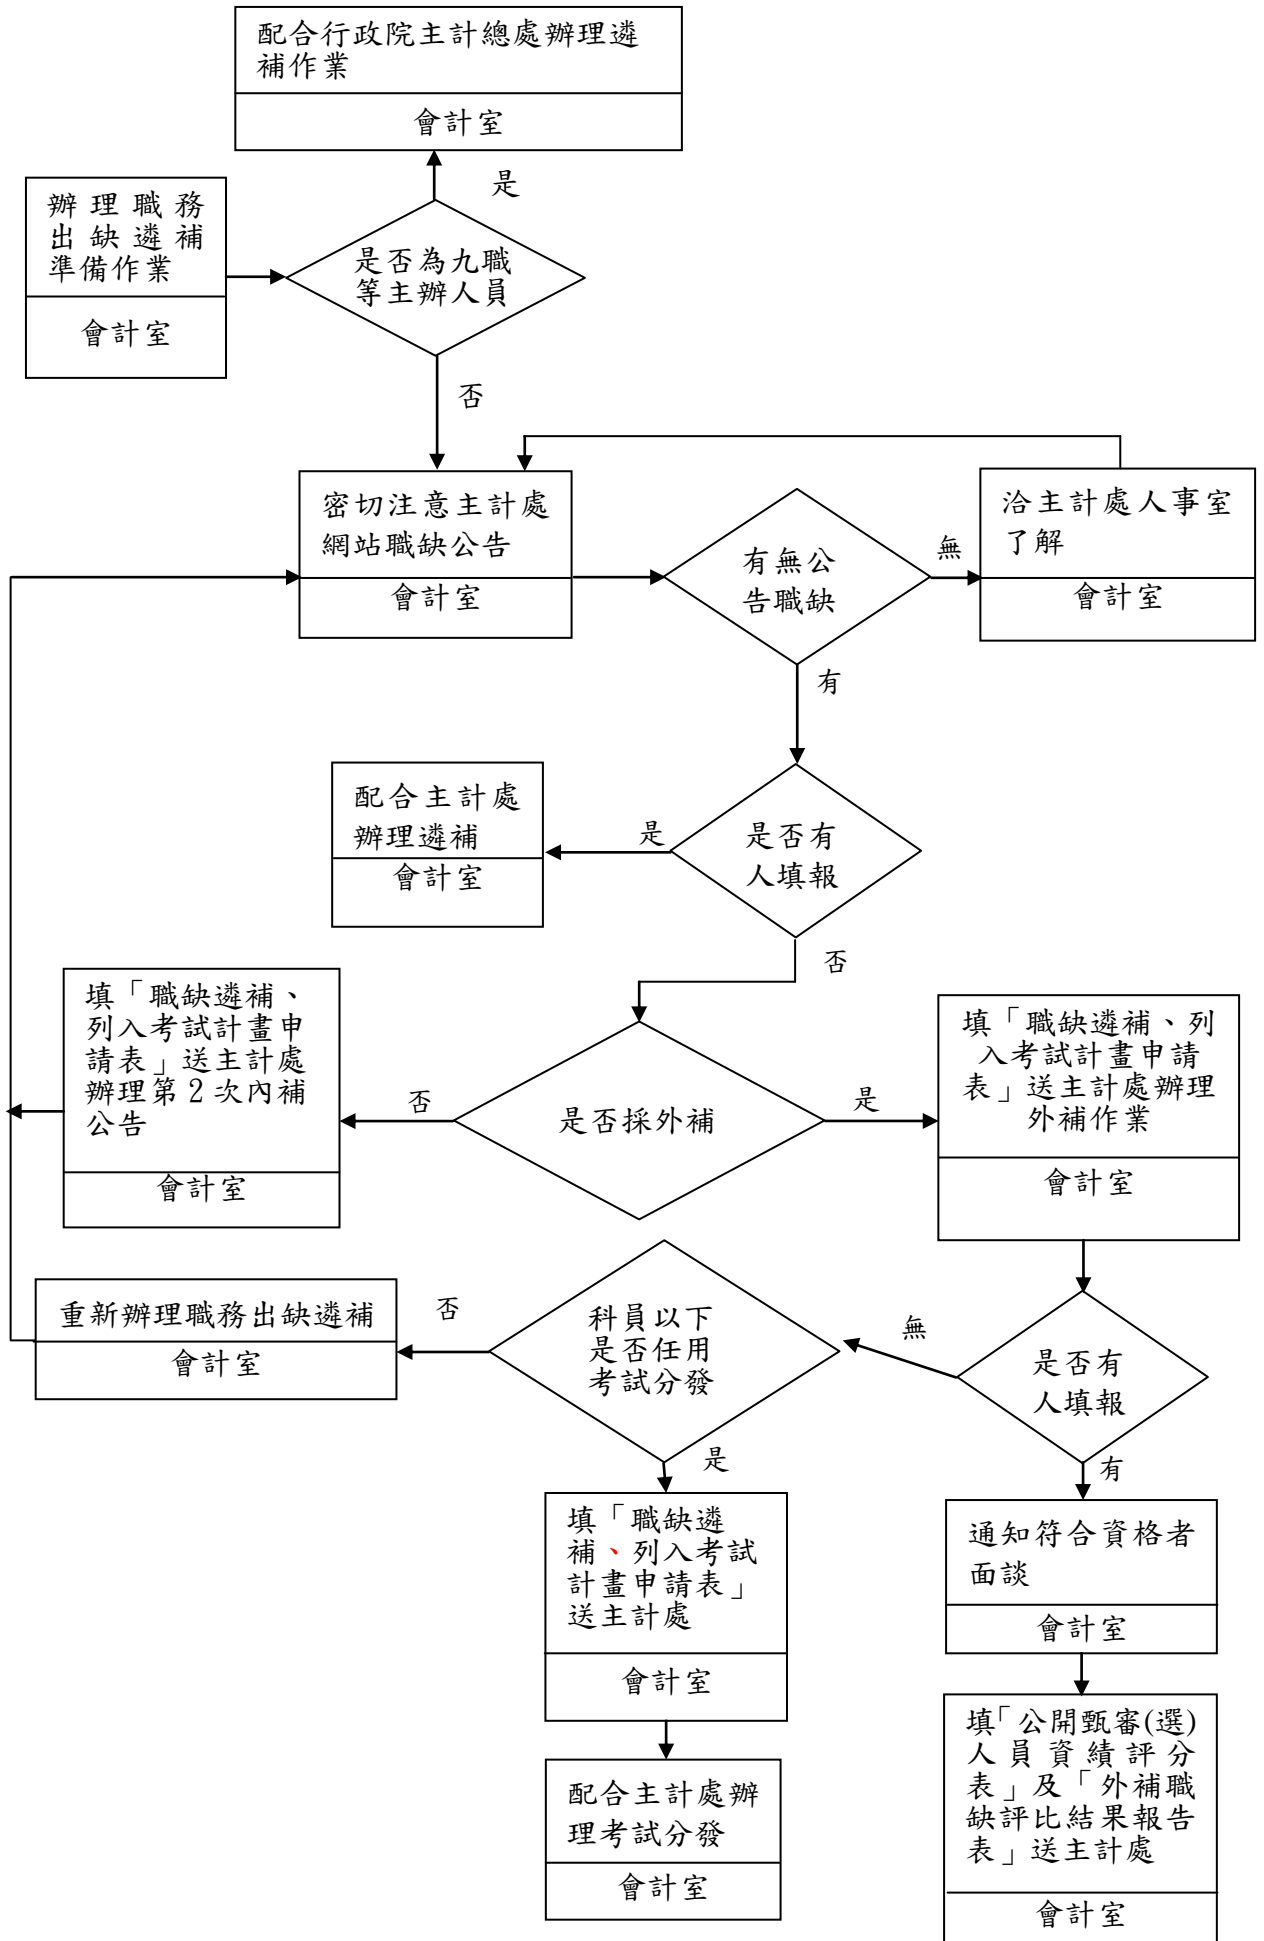 配合行政院主計總處辦理遴
補作業
會計室
是
辦理職務
出缺遴補
準備作業
會計室
是否為九職
等主辦人員
否
密切注意主計處
網站職缺公告
會計室
有無公
告職缺
無
洽主計處人事室
了解
會計室
有
配合主計處
辦理遴補
會計室
是
是否有
人填報
否
填「職缺遴補、
列入考試計畫申
請表」送主計處
辦理第2次內補
公告
會計室
否
是否採外補
是
填「職缺遴補、列
入考試計畫申請
表」送主計處辦理
外補作業
會計室
重新辦理職務出缺遴補
會計室
否
科員以下
是否任用
考試分發
無
是否有
人填報
是
有
填「職缺遴
補、列入考試
計畫申請表」
送主計處
會計室
通知符合資格者
面談
會計室
配合主計處辦
理考試分發
會計室
填「公開甄審(選)
人員資績評分
表」及「外補職
缺評比結果報告
表」送主計處
會計室